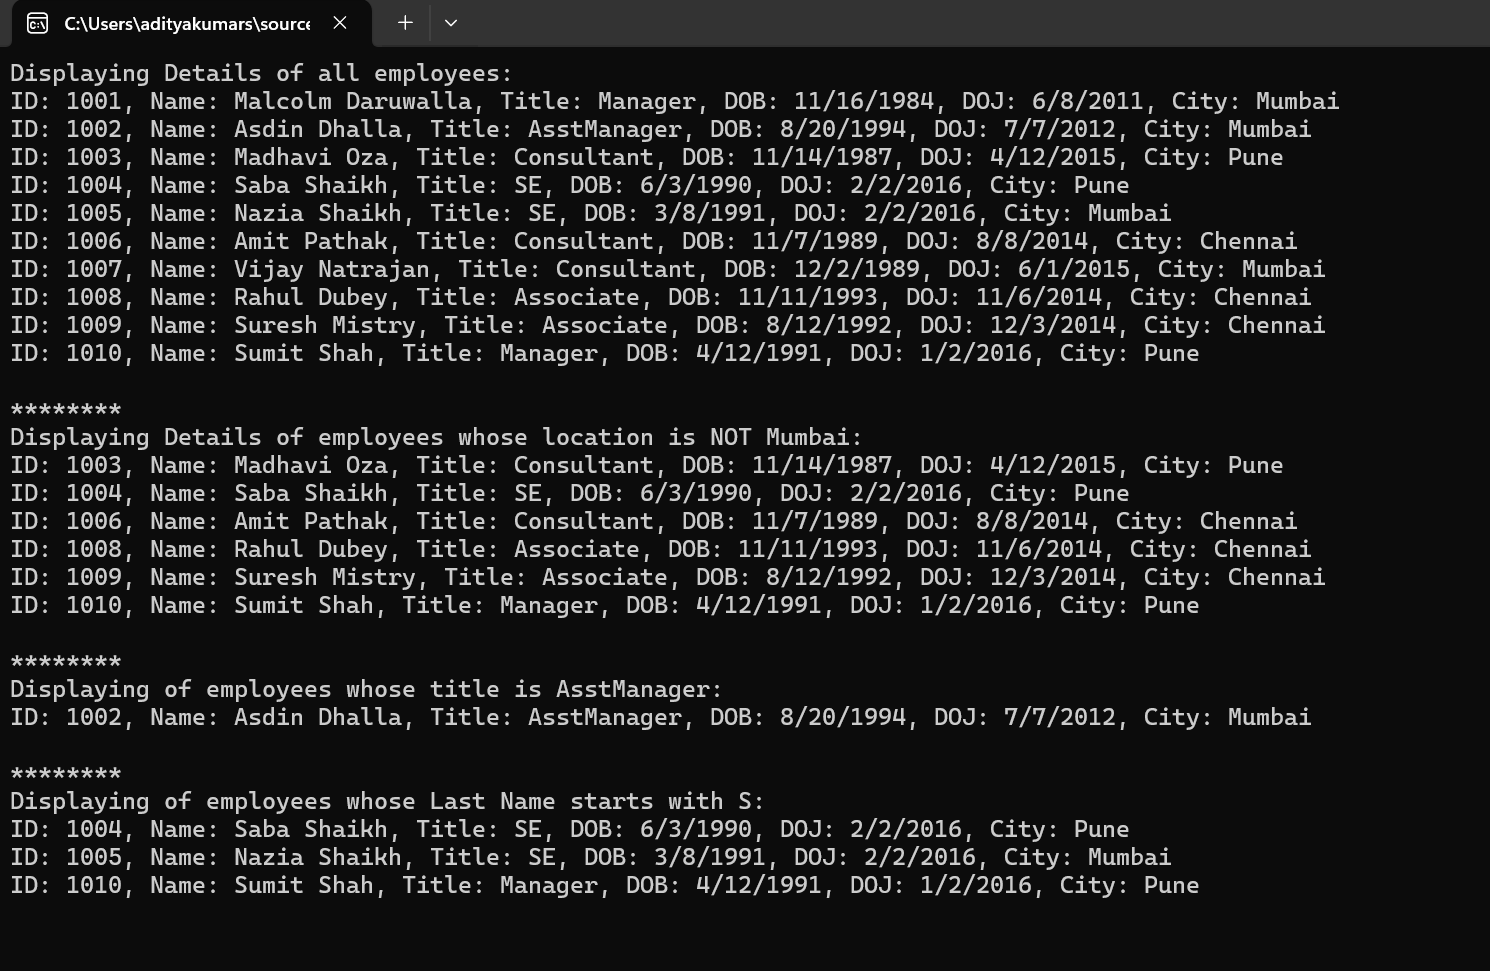 C:\Users\adityakumars\source
Displaying Details of all employees:
ID: 1001, Name: Malcolm Daruwalla, Title: Manager, DOB: 11/16/1984, DOJ: 6/8/2011, City: Mumbai
ID: 1002, Name: Asdin Dhalla, Title: AsstManager, DOB: 8/20/1994, DOJ: 7/7/2012, City: Mumbai
ID: 1003, Name: Madhavi Oza, Title: Consultant, DOB: 11/14/1987, DOJ: 4/12/2015, City: Pune
ID: 1004, Name: Saba Shaikh, Title: SE, DOB: 6/3/1990, DOJ: 2/2/2016, City: Pune
ID: 1005, Name: Nazia Shaikh, Title: SE, DOB: 3/8/1991, DOJ: 2/2/2016, City: Mumbai
ID: 1006, Name: Amit Pathak, Title: Consultant, DOB: 11/7/1989, DOJ: 8/8/2014, City: Chennai
ID: 1007, Name: Vijay Natrajan, Title: Consultant, DOB: 12/2/1989, DOJ: 6/1/2015, City: Mumbai
ID: 1008, Name: Rahul Dubey, Title: Associate, DOB: 11/11/1993, DOJ: 11/6/2014, City: Chennai
ID: 1009, Name: Suresh Mistry, Title: Associate, DOB: 8/12/1992, DOJ: 12/3/2014, City: Chennai
ID: 1010, Name: Sumit Shah, Title: Manager, DOB: 4/12/1991, DOJ: 1/2/2016, City: Pune
********
Displaying Details of employees whose location is NOT Mumbai:
ID: 1003, Name: Madhavi Oza, Title: Consultant, DOB: 11/14/1987, DOJ: 4/12/2015, City: Pune
ID: 1004, Name: Saba Shaikh, Title: SE, DOB: 6/3/1990, DOJ: 2/2/2016, City: Pune
ID: 1006, Name: Amit Pathak, Title: Consultant, DOB: 11/7/1989, DOJ: 8/8/2014, City: Chennai
ID: 1008, Name: Rahul Dubey, Title: Associate, DOB: 11/11/1993, DOJ: 11/6/2014, City: Chennai
ID: 1009, Name: Suresh Mistry, Title: Associate, DOB: 8/12/1992, DOJ: 12/3/2014, City: Chennai
ID: 1010, Name: Sumit Shah, Title: Manager, DOB: 4/12/1991, DOJ: 1/2/2016, City: Pune
********
Displaying of employees whose title is AsstManager:
ID: 1002, Name: Asdin Dhalla, Title: AsstManager, DOB: 8/20/1994, DOJ: 7/7/2012, City: Mumbai
********
Displaying of employees whose Last Name starts with S:
ID: 1004, Name: Saba Shaikh, Title: SE, DOB: 6/3/1990, DOJ: 2/2/2016, City: Pune
ID: 1005, Name: Nazia Shaikh, Title: SE, DOB: 3/8/1991, DOJ: 2/2/2016, City: Mumbai
ID: 1010, Name: Sumit Shah, Title: Manager, DOB: 4/12/1991, DOJ: 1/2/2016, City: Pune